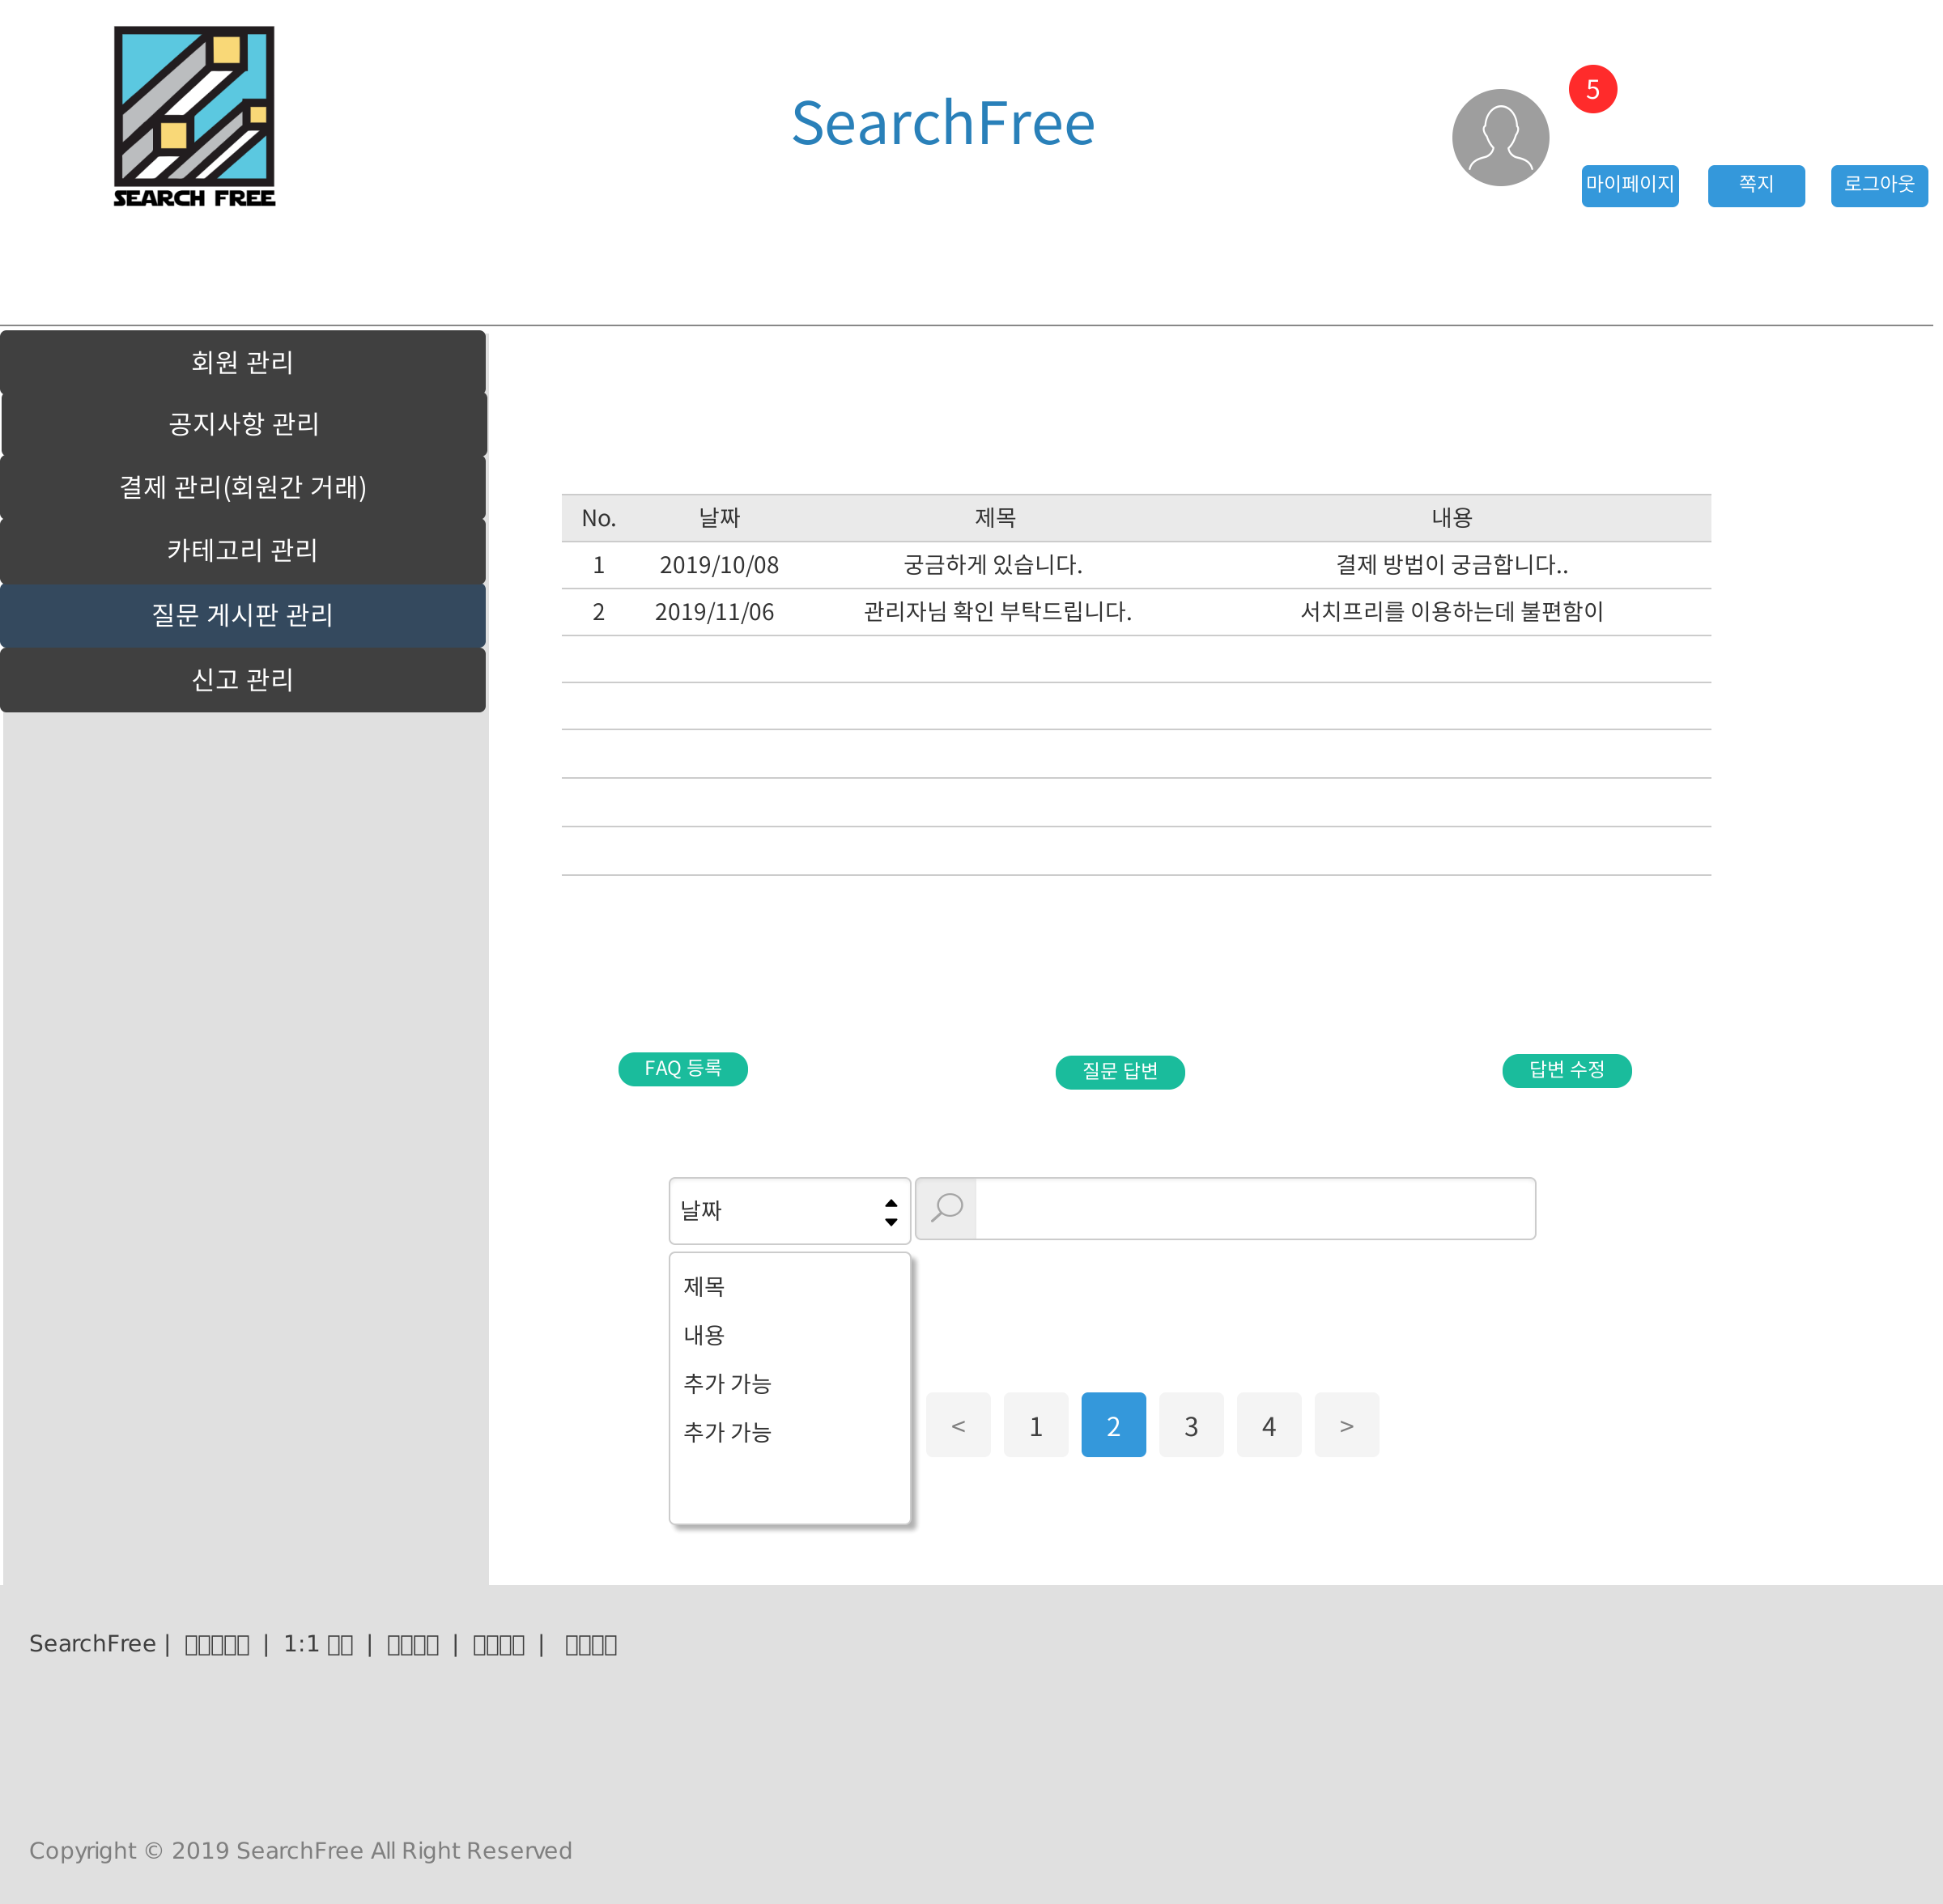 SEARCH FREE
SearchFree
5
마이페이지 쪽지 로그아웃
회원 관리
공지사항 관리
결제 관리(회원간 거래)
카테고리 관리
질문 게시판 관리
신고 관리
No. 날짜 제목 내용
1 2019/10/08 궁금하게 있습니다. 결제 방법이 궁금합니다..
2 2019/11/06 관리자님 확인 부탁드립니다. 서치프리를 이용하는데 불편함이
FAQ 등록 질문 답변 답변 수정
날짜
제목
내용
추가 가능
추가 가능
< 1 2 3 4 >
SearchFree | | 1:1 | | |
Copyright © 2019 SearchFree All Right Reserved